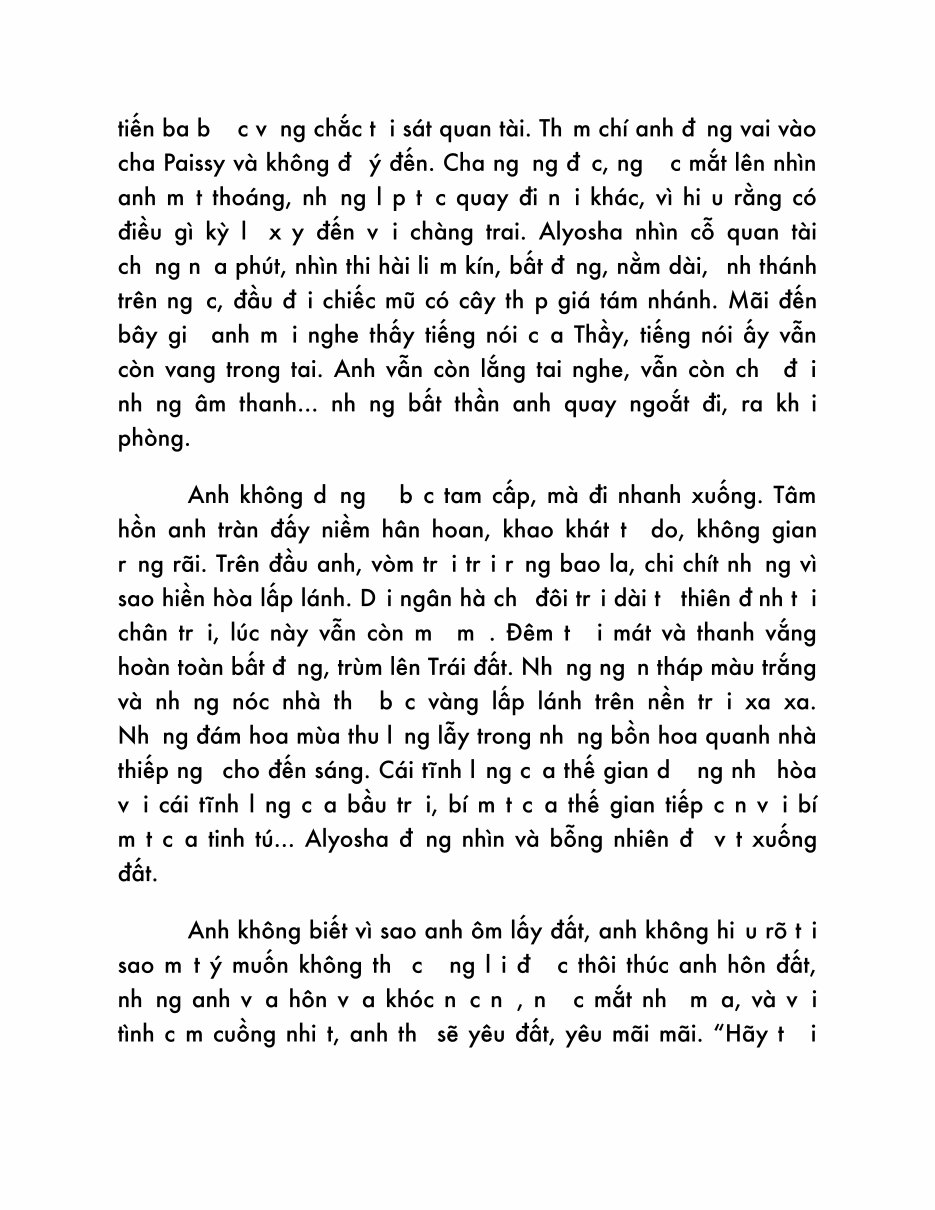 tiến ba b c v ng chắc t i sát quan tài. Th m chí anh đ ng vai vào
cha Paissy và không đ ý đến. Cha ng ng đ c, ng c mắt lên nhìn
anh m t thoáng, nh ng l p t c quay đi n i khác, vì hi u rằng có
điều gì kỳ l x y đến v i chàng trai. Alyosha nhìn cỗ quan tài
ch ng n a phút, nhìn thi hài li m kín, bất đ ng, nằm dài, nh thánh
trên ng c, đầu đ i chiếc mũ có cây th p giá tám nhánh. Mãi đến
bây gi anh m i nghe thấy tiếng nói c a Thầy, tiếng nói ấy vẫn
còn vang trong tai. Anh vẫn còn lắng tai nghe, vẫn còn ch đ i
nh ng âm thanh... nh ng bất thần anh quay ngoắt đi, ra kh i
phòng.
Anh không d ng b c tam cấp, mà đi nhanh xuống. Tâm
hồn anh tràn đấy niềm hân hoan, khao khát t do, không gian
r ng rãi. Trên đầu anh, vòm tr i tr i r ng bao la, chi chít nh ng vì
sao hiền hòa lấp lánh. D i ngân hà ch đôi tr i dài t thiên đ nh t i
chân tr i, lúc này vẫn còn m m . Đêm t i mát và thanh vắng
hoàn toàn bất đ ng, trùm lên Trái đất. Nh ng ng n tháp màu trắng
và nh ng nóc nhà th b c vàng lấp lánh trên nền tr i xa xa.
Nh ng đám hoa mùa thu l ng lẫy trong nh ng bồn hoa quanh nhà
thiếp ng cho đến sáng. Cái tĩnh l ng c a thế gian d ng nh hòa
v i cái tĩnh l ng c a bầu tr i, bí m t c a thế gian tiếp c n v i bí
m t c a tinh tú... Alyosha đ ng nhìn và bỗng nhiên đ v t xuống
đất.
Anh không biết vì sao anh ôm lấy đất, anh không hi u rõ t i
sao m t ý muốn không th c ng l i đ c thôi thúc anh hôn đất,
nh ng anh v a hôn v a khóc n c n , n c mắt nh m a, và v i
tình c m cuồng nhi t, anh th sẽ yêu đất, yêu mãi mãi. “Hãy t i